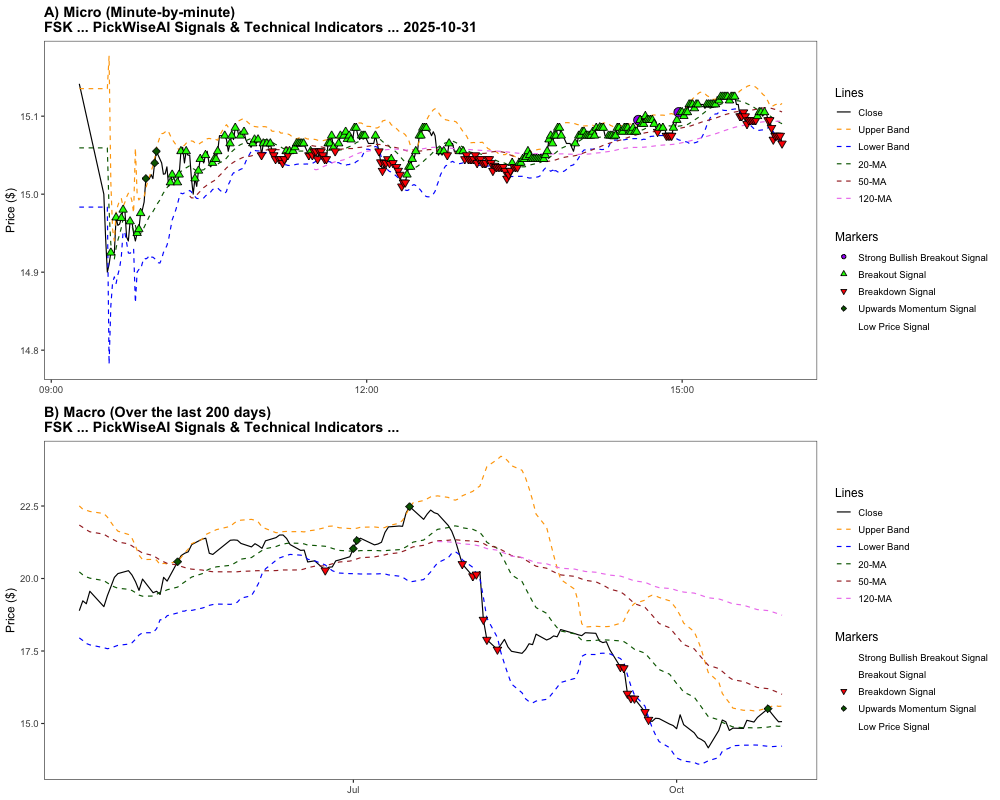 A) Micro (Minute-by-minute)
FSK ... PickWiseAI Signals & Technical Indicators ... 2025-10-31
Price ($)
15.1
15.0
14.9
14.8
09:00
12:00
15:00
Lines
Close
Upper Band
Lower Band
20-MA
50-MA
120-MA
Markers
Strong Bullish Breakout Signal
Breakout Signal
Breakdown Signal
Upwards Momentum Signal
Low Price Signal
B) Macro (Over the last 200 days)
FSK ... PickWiseAI Signals & Technical Indicators ...
Price ($)
22.5
20.0
17.5
15.0
Jul
Oct
Lines
Close
Upper Band
Lower Band
20-MA
50-MA
120-MA
Markers
Strong Bullish Breakout Signal
Breakout Signal
Breakdown Signal
Upwards Momentum Signal
Low Price Signal